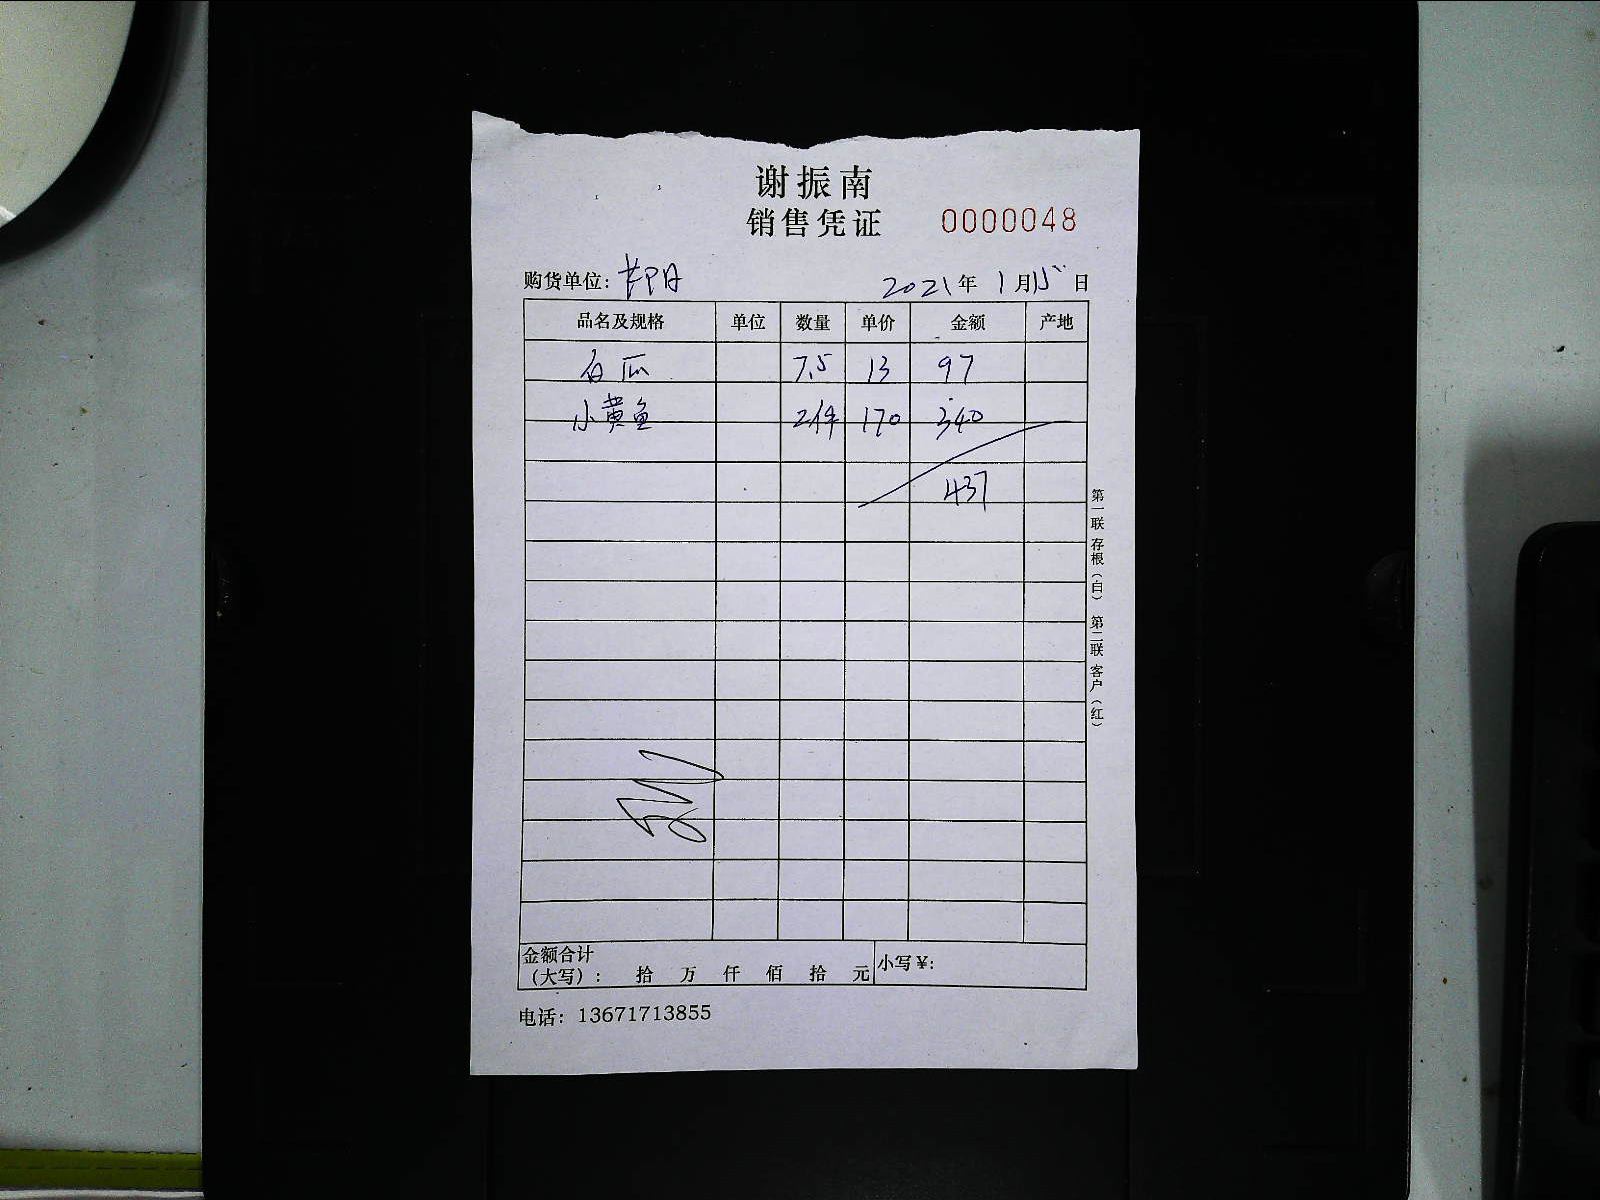 谢振南
销售凭证 0000048
购货单位: 2021年 1月15日
品名及规格 单位 数量 单价 金额 产地
白瓜 7.5 13 97
小黄鱼 2件 170 340
437
第一联 存根(白) 第二联 客户(红)
金额合计
(大写): 拾 万 仟 佰 拾 元 小写¥:
电话: 13671713855